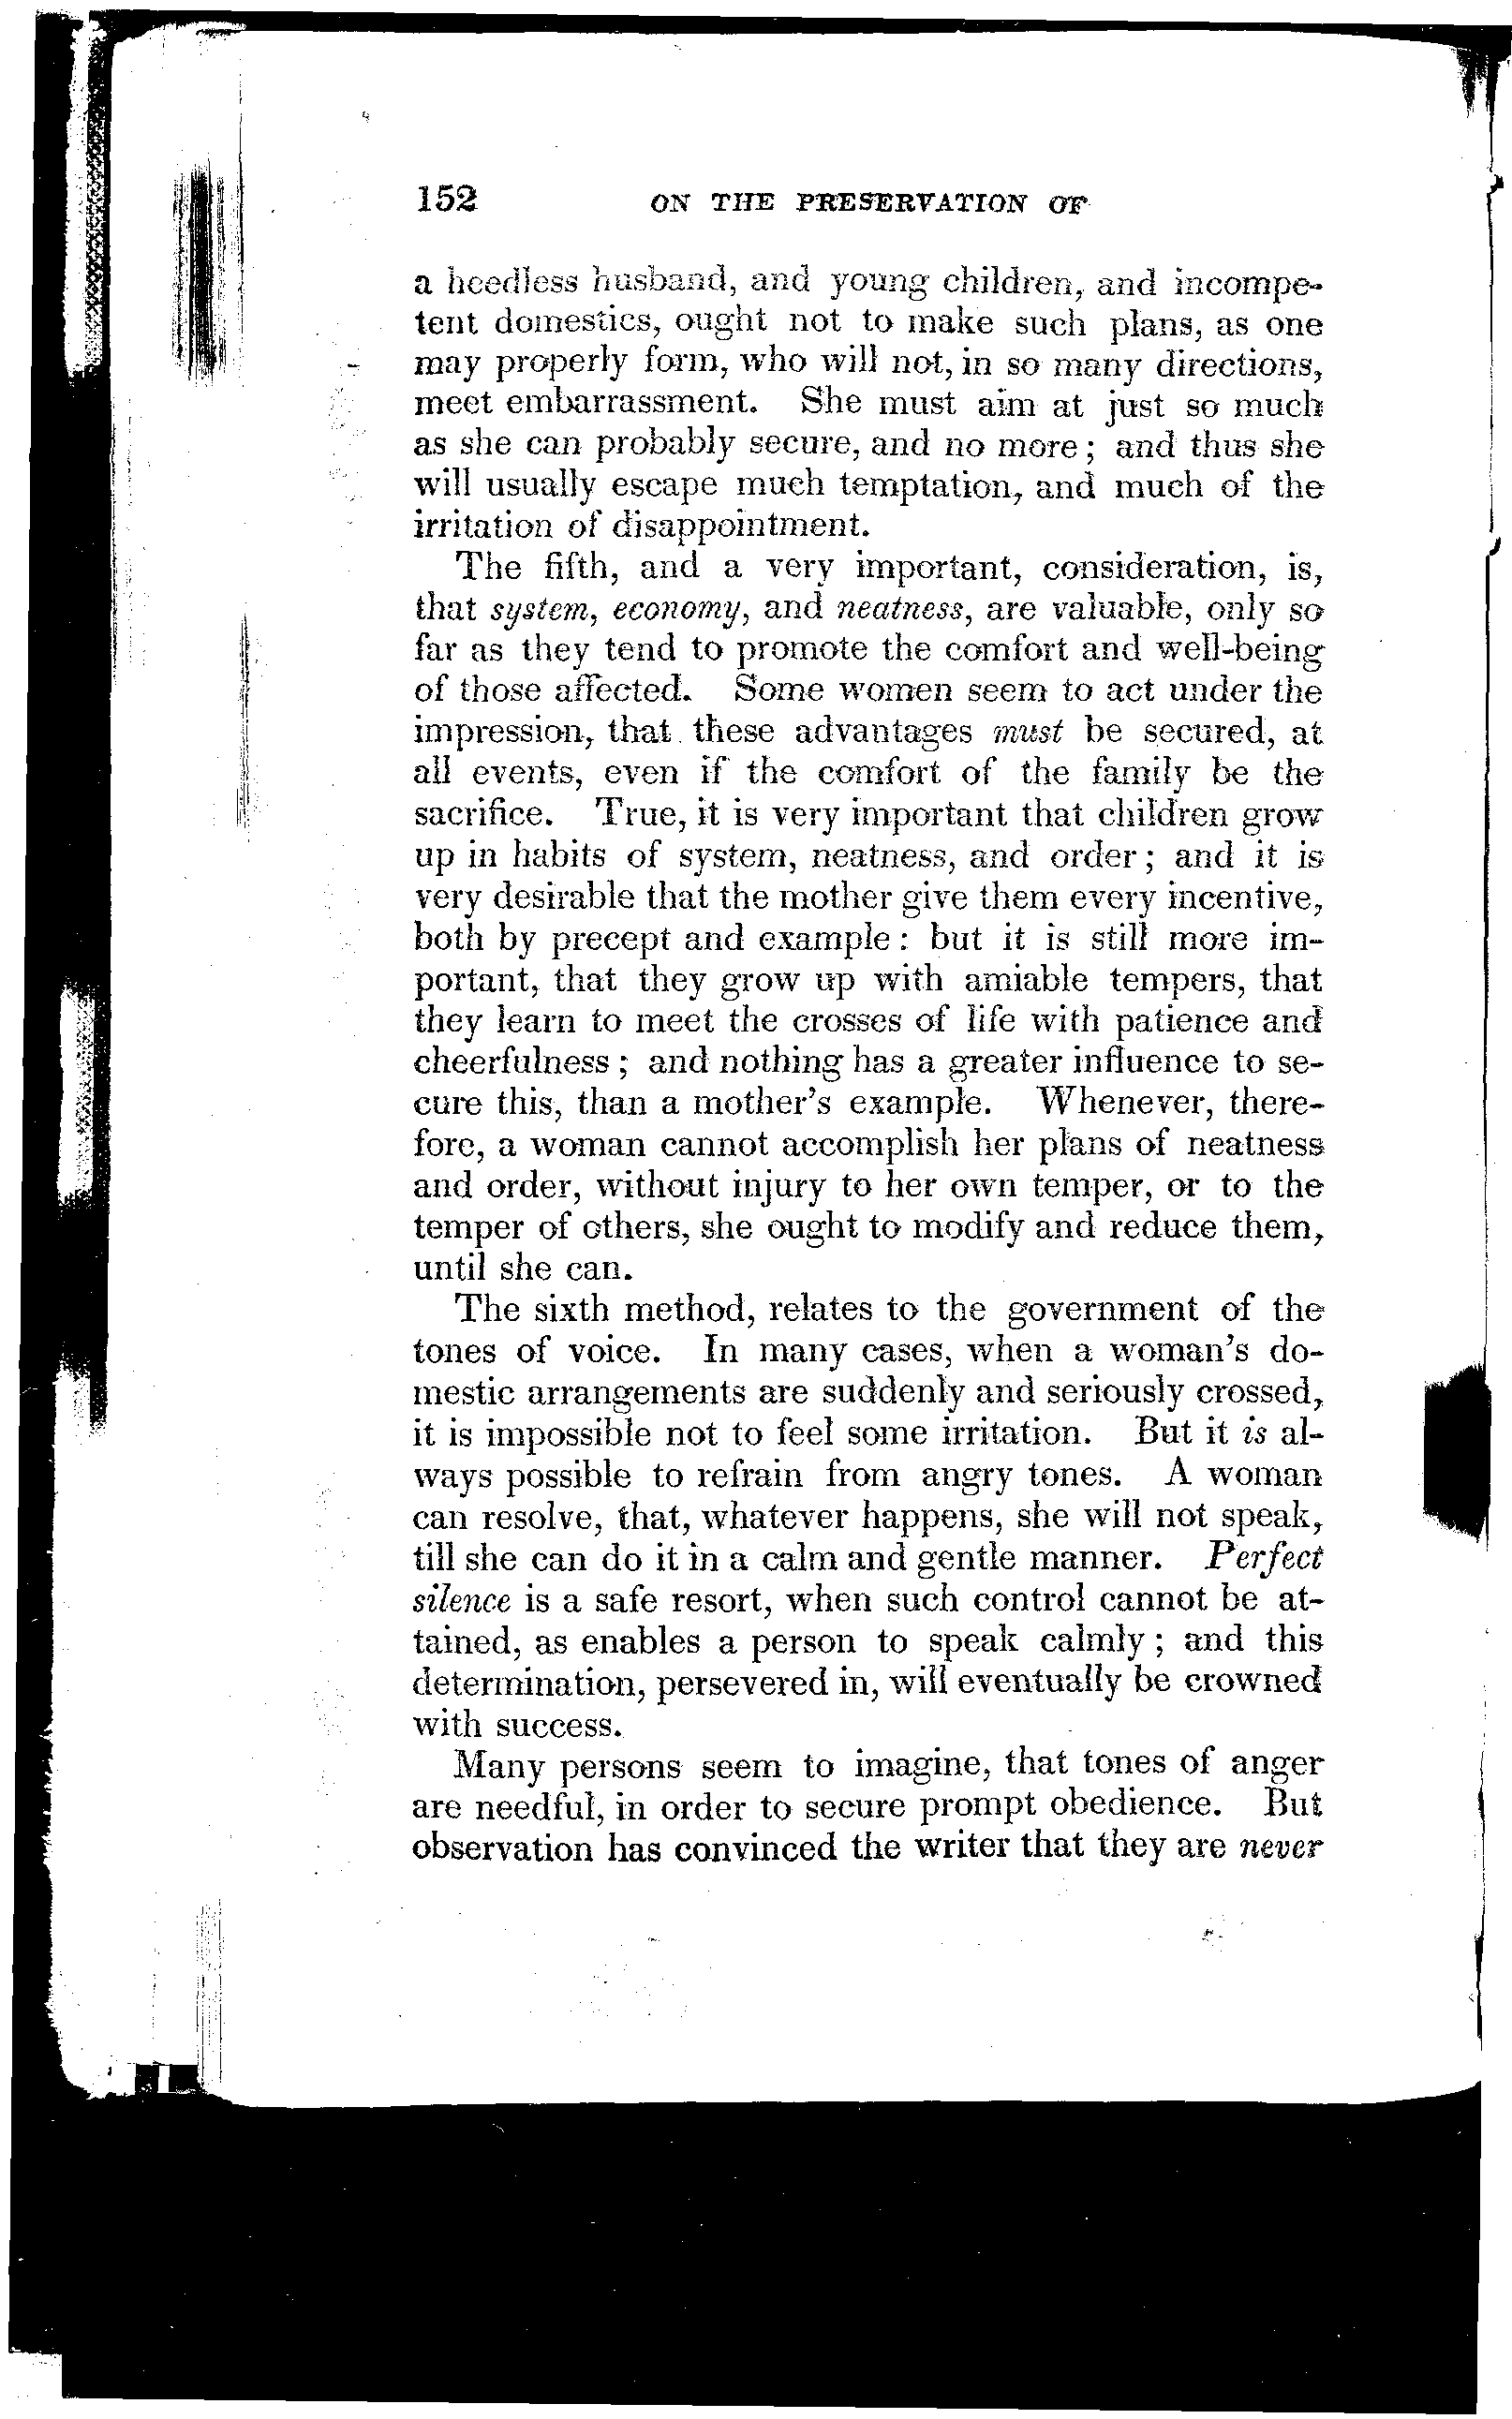 152 ON THE PRESERVATION OF
a heedless husband, and young children, and incompe-
tent domestics, ought not to make such plans, as one
may properly form, who will not, in so many directions,
meet embarrassment. She must aim at just so much
as she can probably secure, and no more; and thus she
will usually escape much temptation, and much of the
irritation of disappointment.
The fifth, and a very important, consideration, is,
that system, economy, and neatness, are valuable, only so
far as they tend to promote the comfort and well-being
of those affected. Some women seem to act under the
impression, that these advantages must be secured, at
all events, even if the comfort of the family be the
sacrifice. True, it is very important that children grow
up in habits of system, neatness, and order; and it is
very desirable that the mother give them every incentive,
both by precept and example: but it is still more im-
portant, that they grow up with amiable tempers, that
they learn to meet the crosses of life with patience and
cheerfulness; and nothing has a greater influence to se-
cure this, than a mother's example. Whenever, there-
fore, a woman cannot accomplish her plans of neatness
and order, without injury to her own temper, or to the
temper of others, she ought to modify and reduce them,
until she can.
The sixth method, relates to the government of the
tones of voice. In many cases, when a woman's do-
mestic arrangements are suddenly and seriously crossed,
it is impossible not to feel some irritation. But it is al-
ways possible to refrain from angry tones. A woman
can resolve, that, whatever happens, she will not speak,
till she can do it in a calm and gentle manner. Perfect
silence is a safe resort, when such control cannot be at-
tained, as enables a person to speak calmly; and this
determination, persevered in, will eventually be crowned
with success.
Many persons seem to imagine, that tones of anger
are needful, in order to secure prompt obedience. But
observation has convinced the writer that they are never